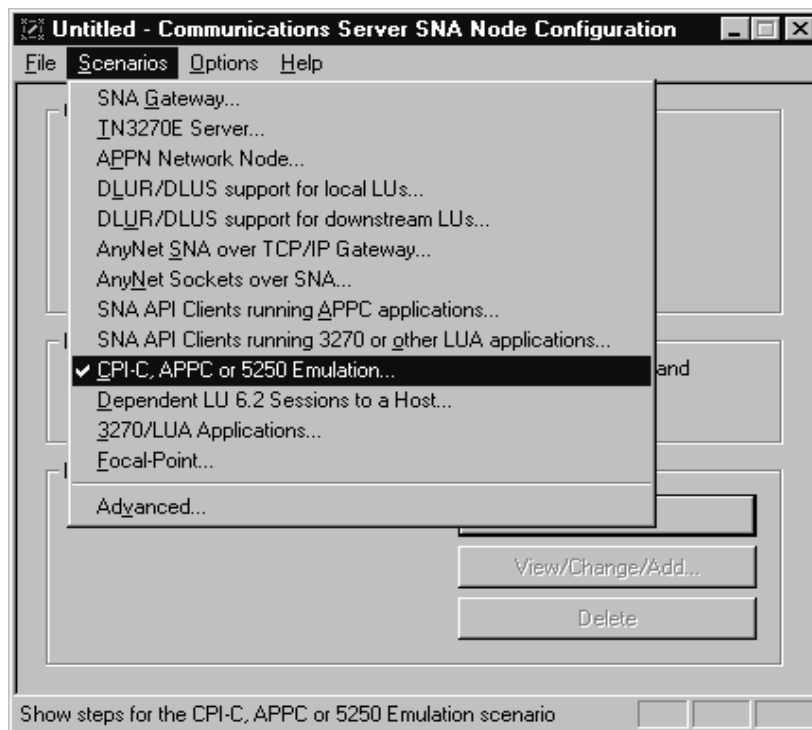 Untitled - Communications Server SNA Node Configuration
File Scenarios Options Help
SNA Gateway...
TN3270E Server...
APPN Network Node...
DLUR/DLUS support for local LUs...
DLUR/DLUS support for downstream LUs...
AnyNet SNA over TCP/IP Gateway...
AnyNet Sockets over SNA...
SNA API Clients running APPC applications...
SNA API Clients running 3270 or other LUA applications...
CPI-C, APPC or 5250 Emulation...
and
Dependent LU 6.2 Sessions to a Host...
3270/LUA Applications...
Focal-Point...
Advanced...
View/Change/Add...
Delete
Show steps for the CPI-C, APPC or 5250 Emulation scenario